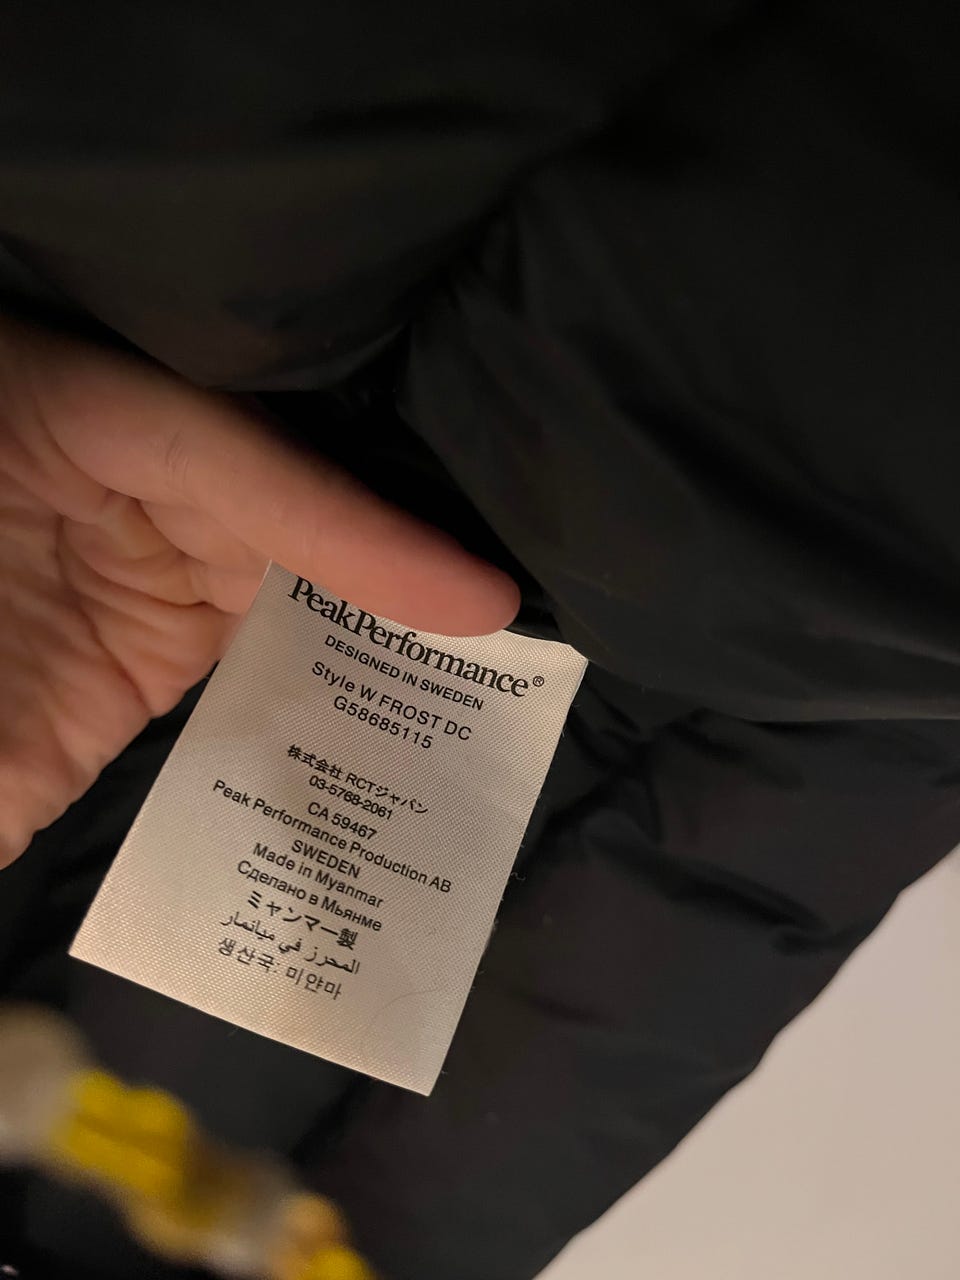 PeakPerformance®
DESIGNED IN SWEDEN
Style W FROST DC
G58685115
株式会社 RCTジャパン
03-5768-2061
CA 59467
Peak Performance Production AB
SWEDEN
Made in Myanmar
Сделано в Мьянме
ミャンマー製
المحرز في ميانمار
생산국: 미얀마